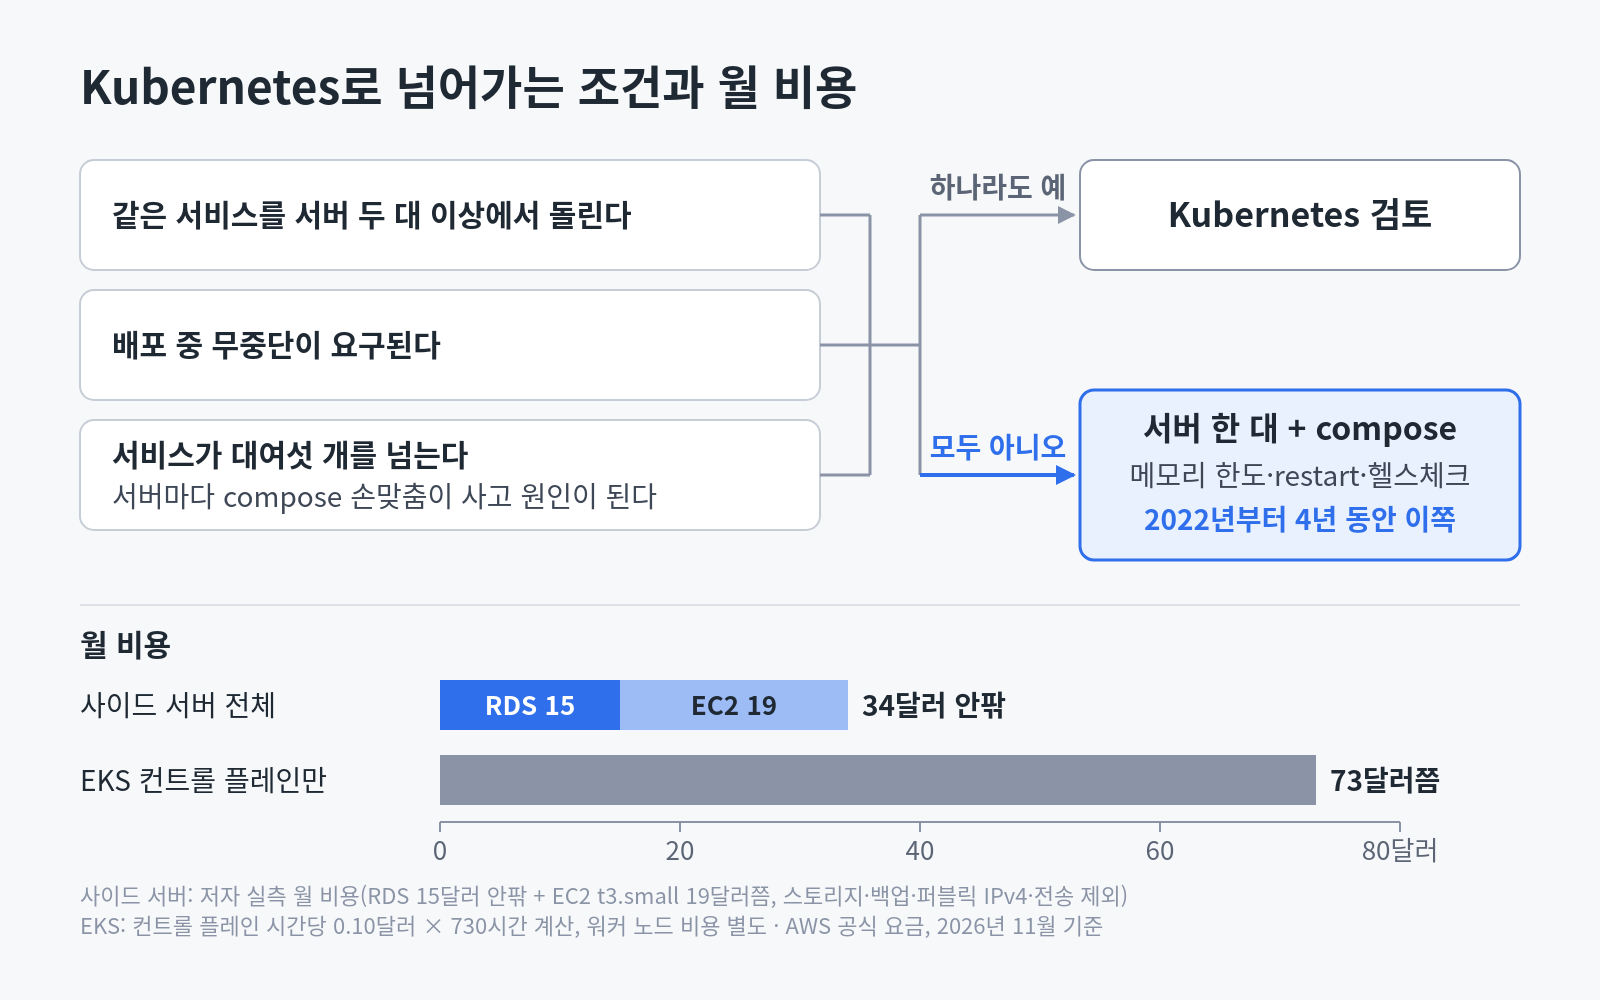 Kubernetes로 넘어가는 조건과 월 비용
같은 서비스를 서버 두 대 이상에서 돌린다
하나라도 예
Kubernetes 검토
배포 중 무중단이 요구된다
서비스가 대여섯 개를 넘는다
서버마다 compose 손맞춤이 사고 원인이 된다
모두 아니오
서버 한 대 + compose
메모리 한도·restart·헬스체크
2022년부터 4년 동안 이쪽
월 비용
사이드 서버 전체
RDS 15
EC2 19
34달러 안팎
EKS 컨트롤 플레인만
73달러쯤
0
20
40
60
80달러
사이드 서버: 저자 실측 월 비용(RDS 15달러 안팎 + EC2 t3.small 19달러쯤, 스토리지·백업·퍼블릭 IPv4·전송 제외)
EKS: 컨트롤 플레인 시간당 0.10달러 × 730시간 계산, 워커 노드 비용 별도 · AWS 공식 요금, 2026년 11월 기준